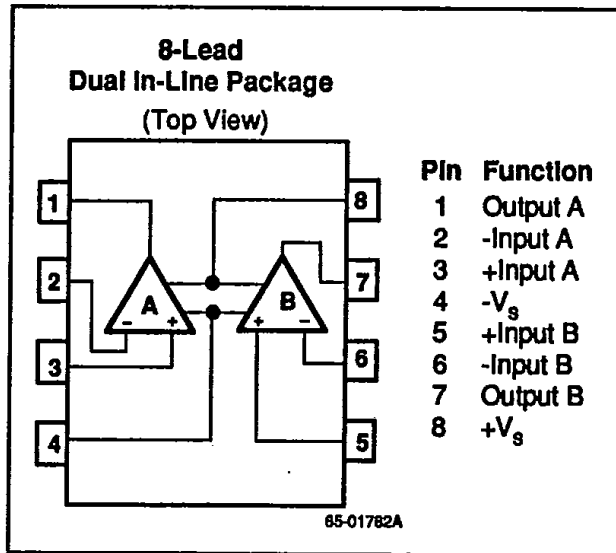 8-Lead
Dual In-Line Package
(Top View)
Pin Function
1 Output A
2 -Input A
3 +Input A
4 -Vs
5 +Input B
6 -Input B
7 Output B
8 +Vs
1
2
3
4
8
7
6
5
A
- +
B
+ -
65-01782A